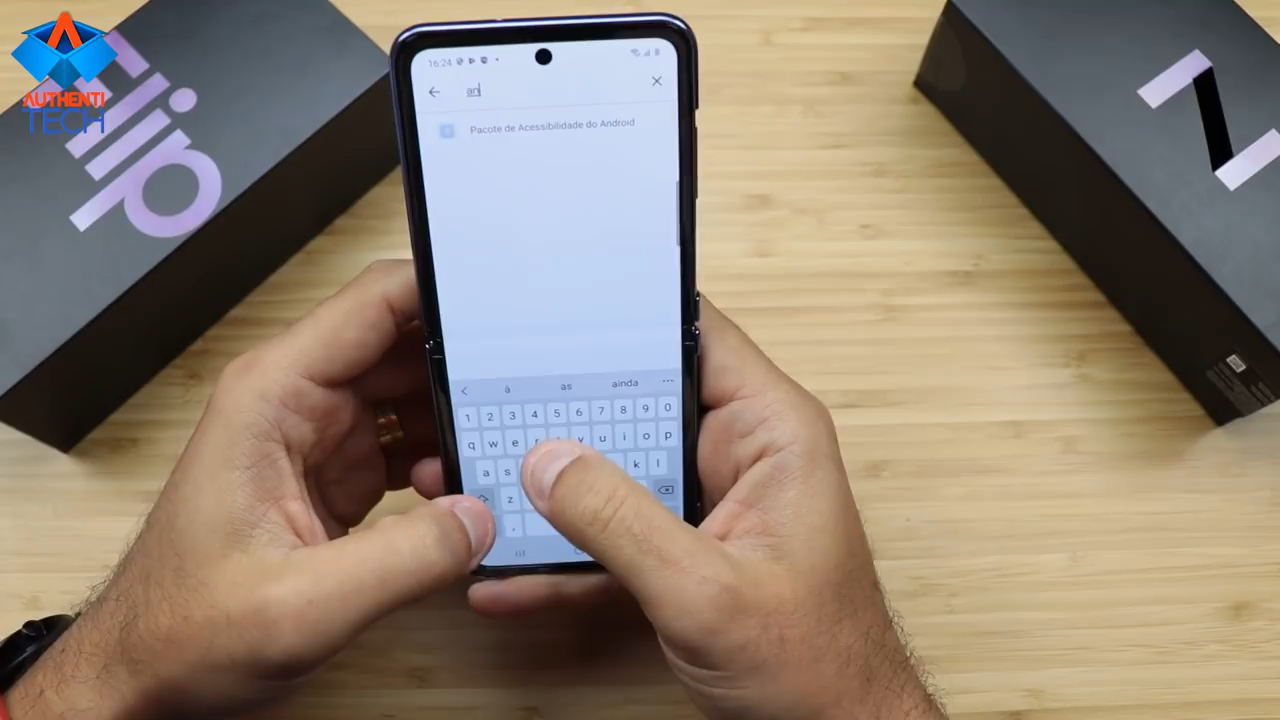 AUTHENTI
TECH
Flip
Z
16:24
an
Pacote de Acessibilidade do Android
à as ainda
1 2 3 4 5 6 7 8 9 0
q w e r y u i o p
a s k l
z
,